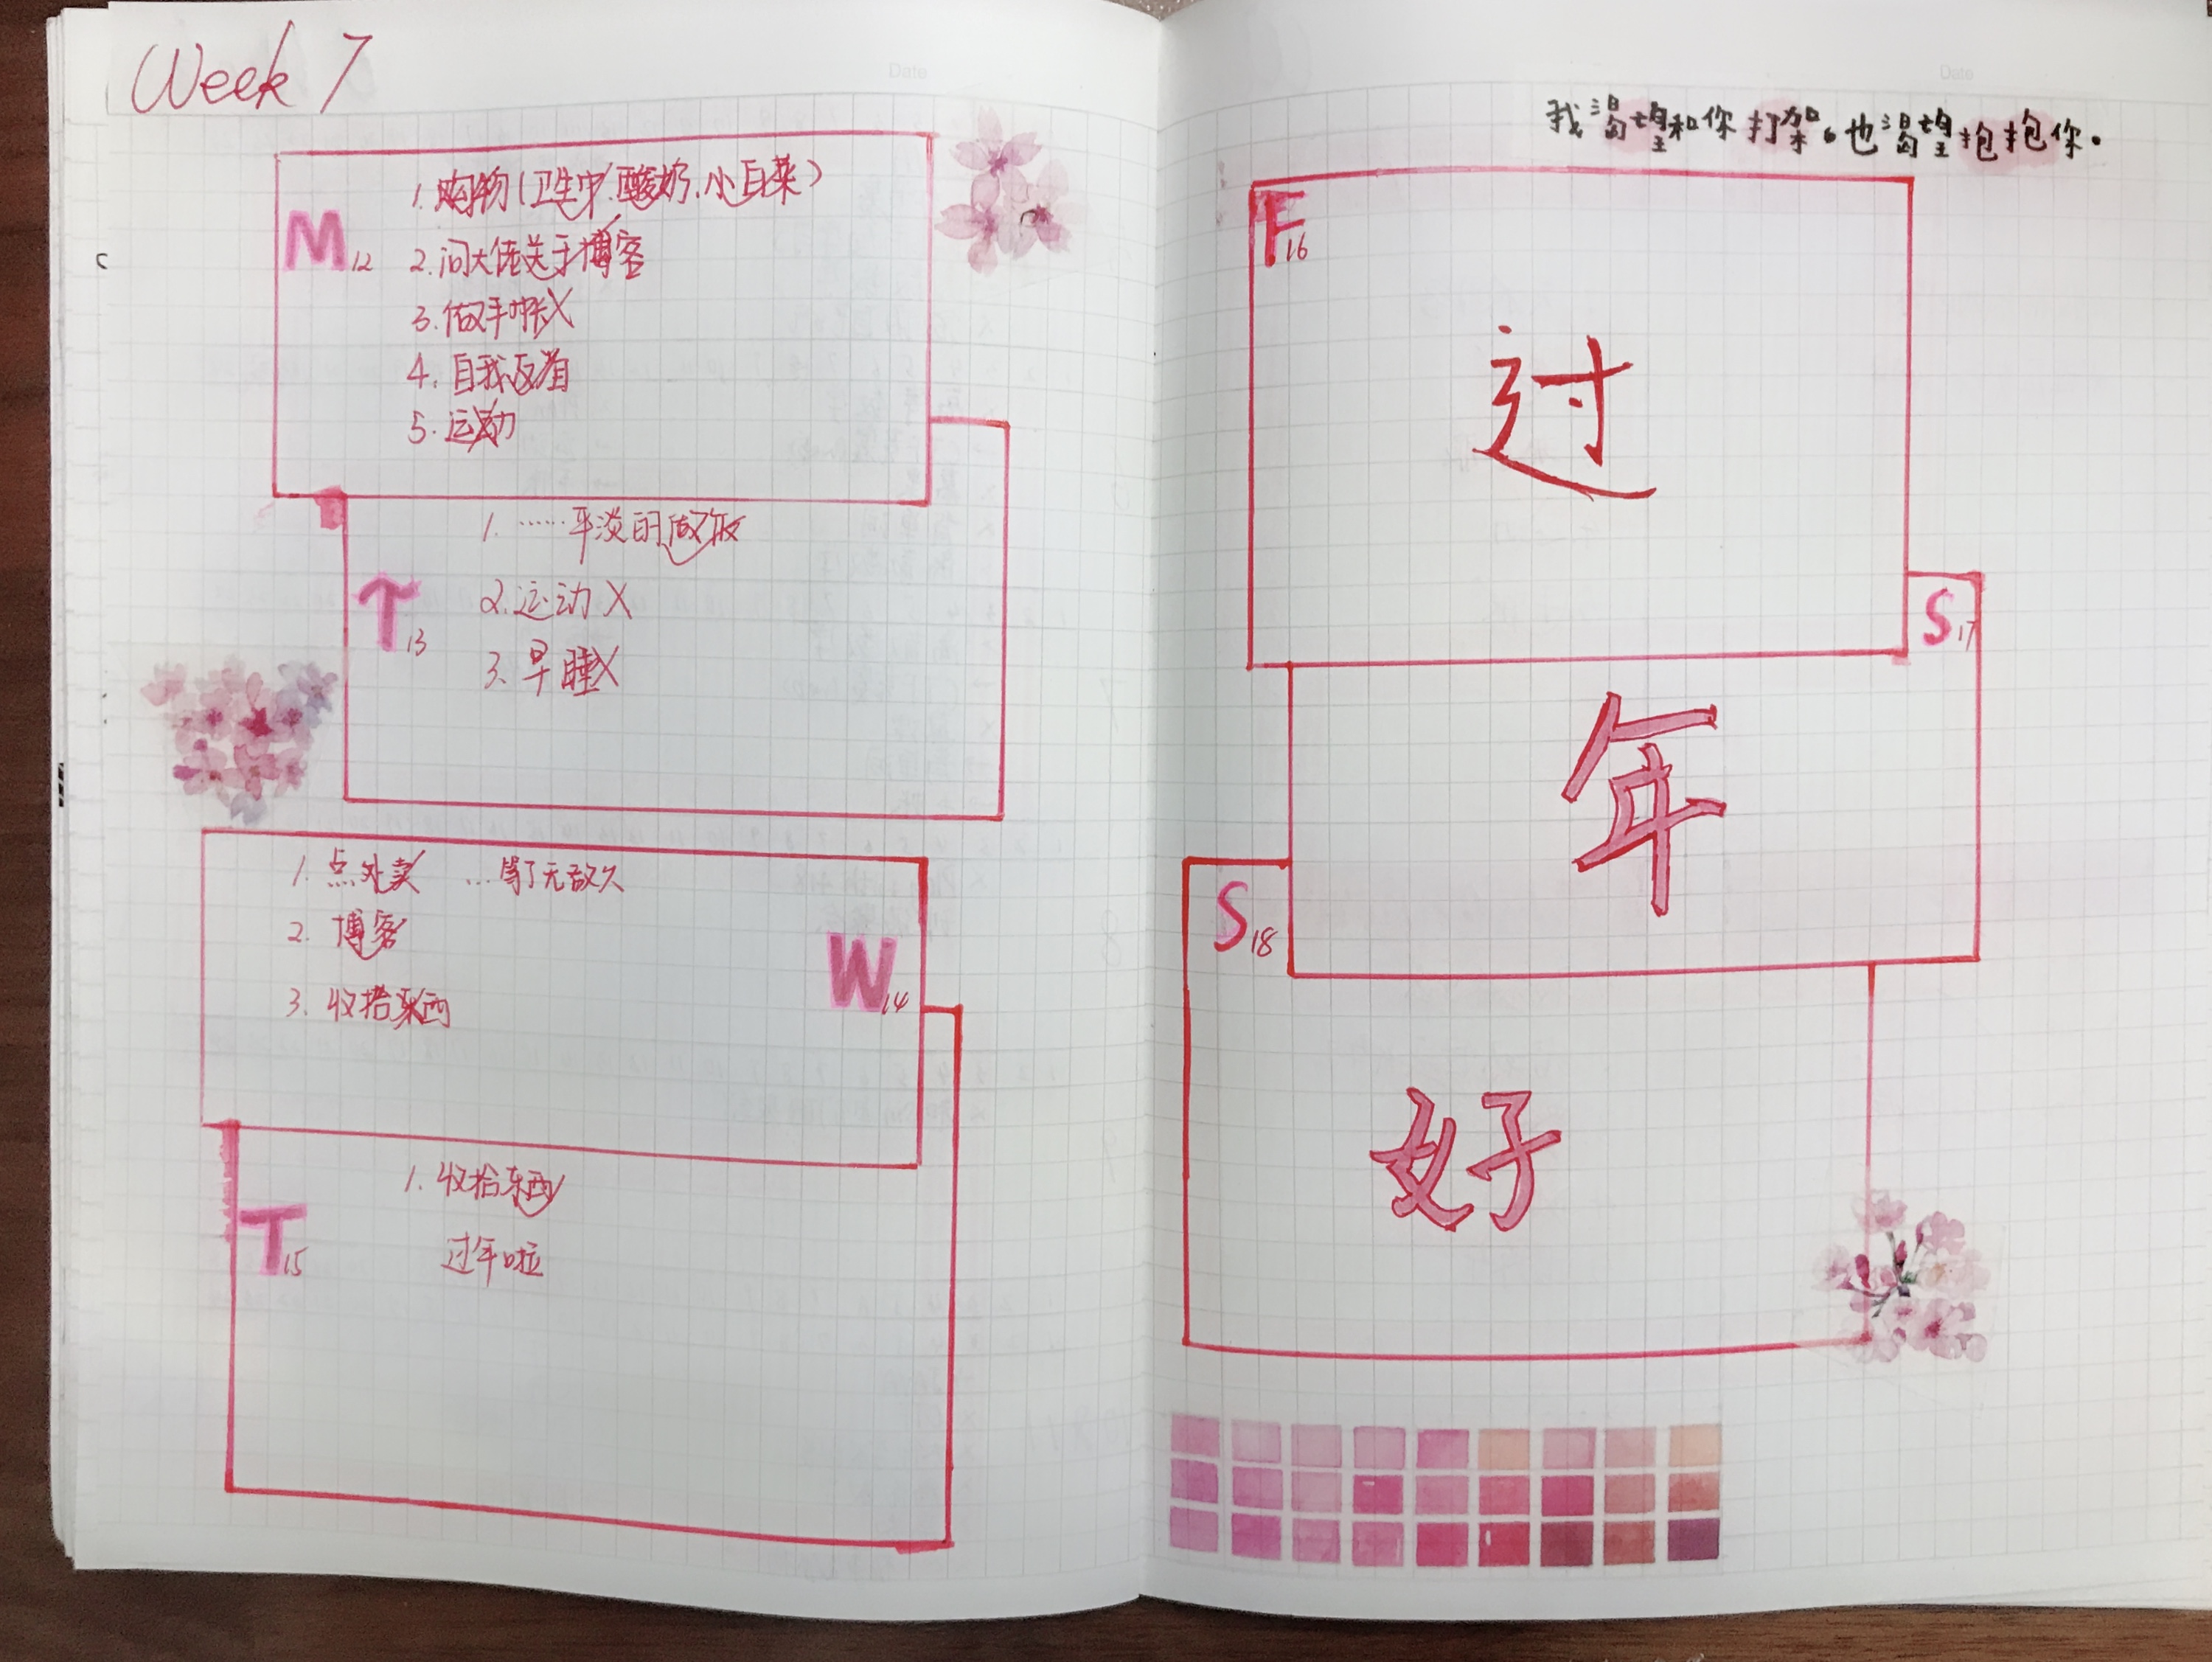 Week 7
Date
M 12
1. 购物(卫生巾、酸奶、小白菜)
2. 问大佬关于博客
3. 做手帐X
4. 自我反省
5. 运动
T 13
1. ……平淡的做饭
2. 运动 X
3. 早睡X
W 14
1. 点外卖 …等了无敌久
2. 博客
3. 收拾东西
T 15
1. 收拾东西
过年啦
Date
我渴望和你打架。也渴望抱抱你。
F 16
过
S 17
年
S 18
好